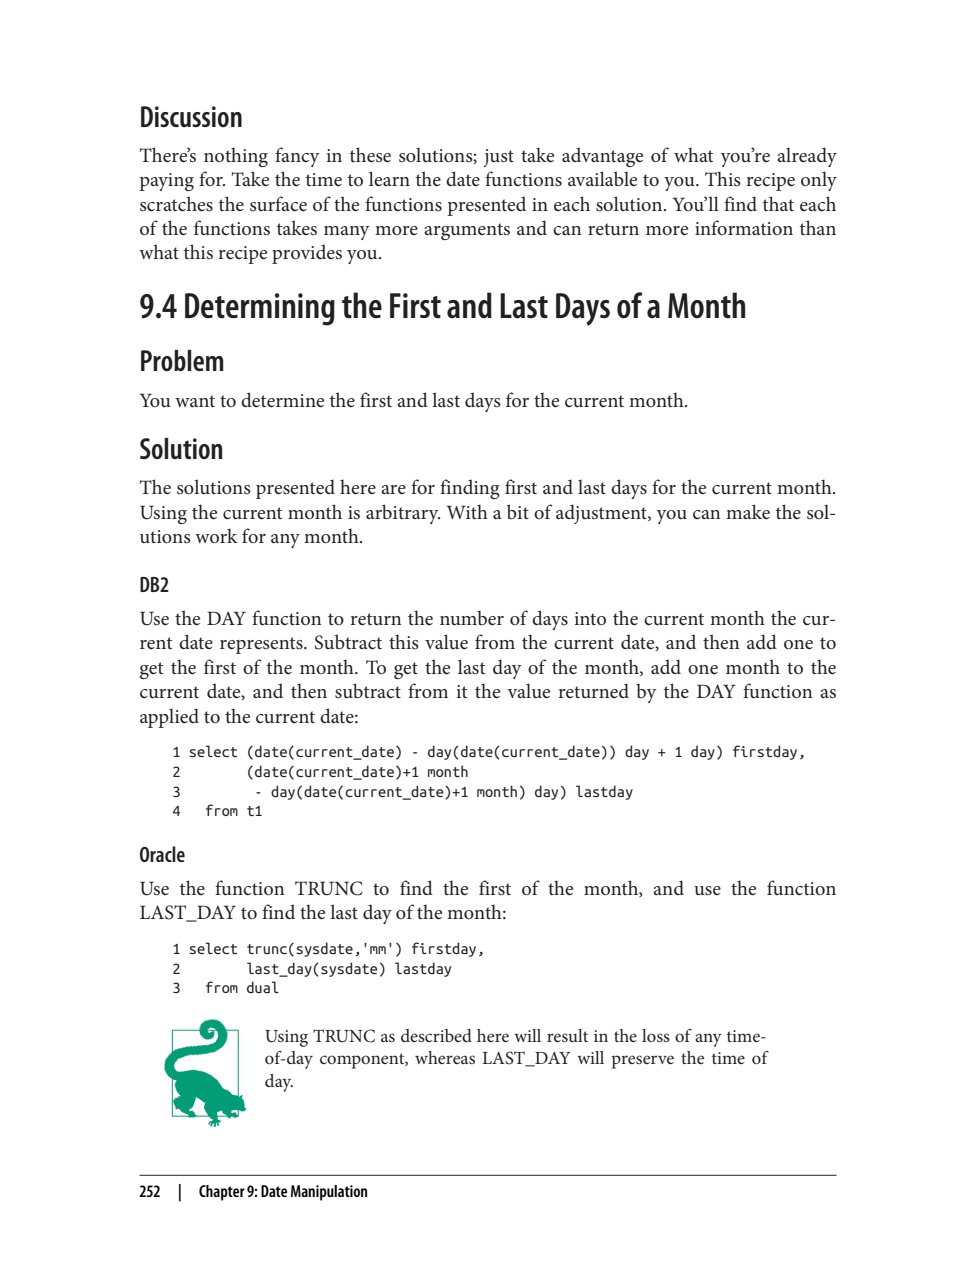 Discussion
There’s nothing fancy in these solutions; just take advantage of what you’re already
paying for. Take the time to learn the date functions available to you. This recipe only
scratches the surface of the functions presented in each solution. You’ll find that each
of the functions takes many more arguments and can return more information than
what this recipe provides you.
9.4 Determining the First and Last Days of a Month
Problem
You want to determine the first and last days for the current month.
Solution
The solutions presented here are for finding first and last days for the current month.
Using the current month is arbitrary. With a bit of adjustment, you can make the sol-
utions work for any month.
DB2
Use the DAY function to return the number of days into the current month the cur-
rent date represents. Subtract this value from the current date, and then add one to
get the first of the month. To get the last day of the month, add one month to the
current date, and then subtract from it the value returned by the DAY function as
applied to the current date:
1 select (date(current_date) - day(date(current_date)) day + 1 day) firstday,
2        (date(current_date)+1 month
3         - day(date(current_date)+1 month) day) lastday
4   from t1
Oracle
Use the function TRUNC to find the first of the month, and use the function
LAST_DAY to find the last day of the month:
1 select trunc(sysdate,'mm') firstday,
2        last_day(sysdate) lastday
3   from dual
Using TRUNC as described here will result in the loss of any time-
of-day component, whereas LAST_DAY will preserve the time of
day.
252 | Chapter 9: Date Manipulation